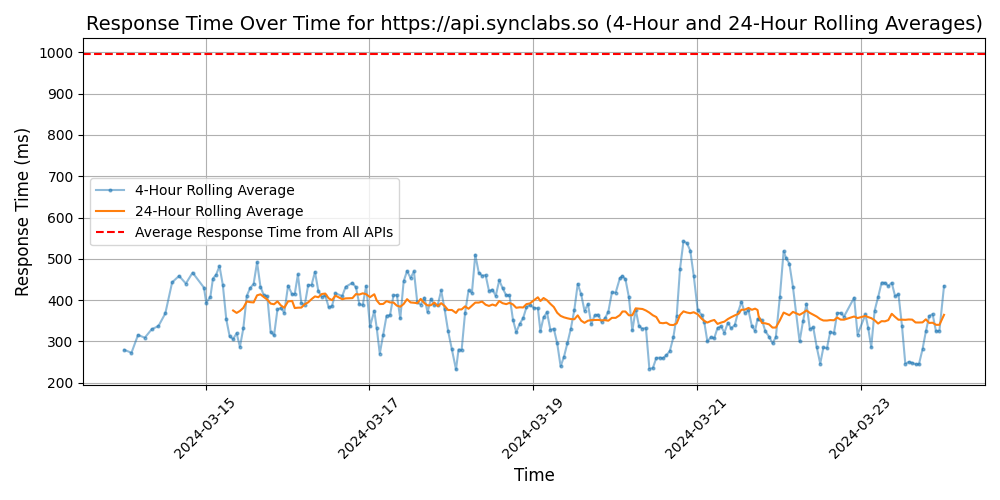 Response Time Over Time for https://api.synclabs.so (4-Hour and 24-Hour Rolling Averages)
Response Time (ms)
1000
900
800
700
600
500
400
300
200
4-Hour Rolling Average
24-Hour Rolling Average
Average Response Time from All APIs
2024-03-15
2024-03-17
2024-03-19
2024-03-21
2024-03-23
Time